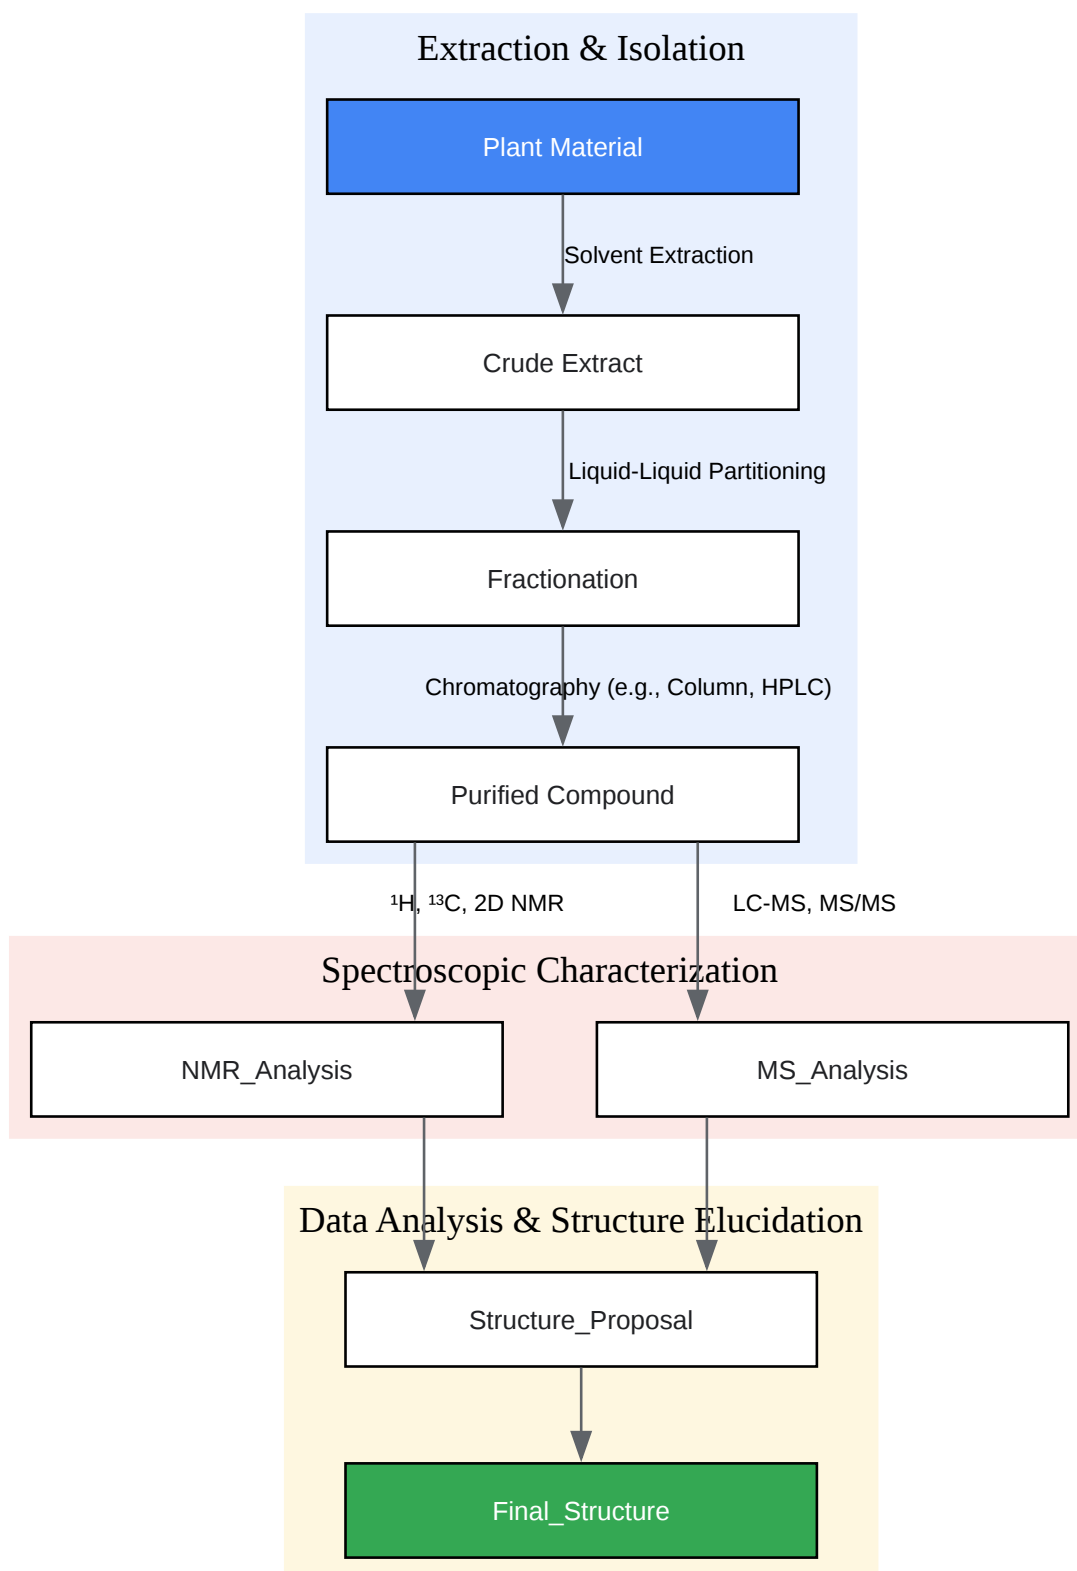 Extraction & Isolation
Plant Material
Solvent Extraction
Crude Extract
Liquid-Liquid Partitioning
Fractionation
Chromatography (e.g., Column, HPLC)
Purified Compound
¹H, ¹³C, 2D NMR
LC-MS, MS/MS
Spectroscopic Characterization
NMR_Analysis
MS_Analysis
Data Analysis & Structure Elucidation
Structure_Proposal
Final_Structure